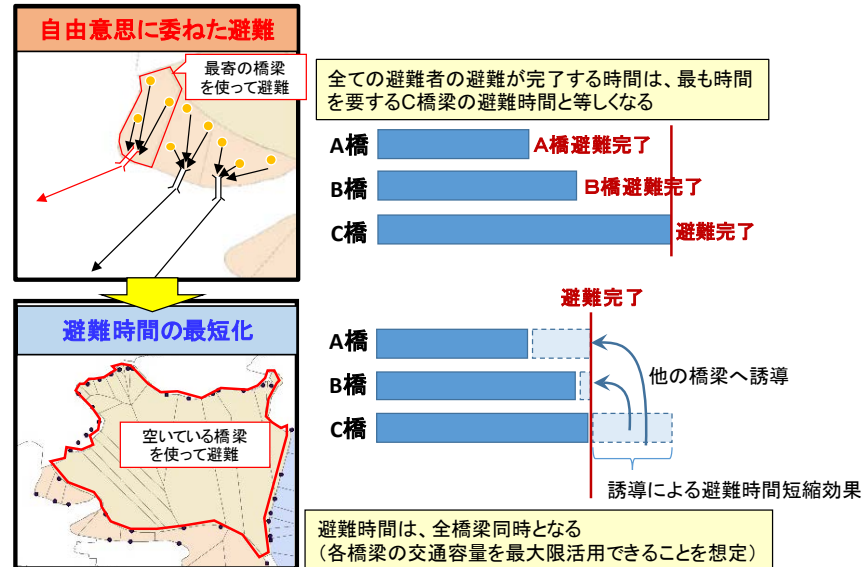 自由意思に委ねた避難
最寄の橋梁
を使って避難
全ての避難者の避難が完了する時間は、最も時間
を要するC橋梁の避難時間と等しくなる
A橋
A橋避難完了
B橋
B橋避難完了
C橋
避難完了
避難時間の最短化
空いている橋梁
を使って避難
避難完了
A橋
B橋
C橋
他の橋梁へ誘導
誘導による避難時間短縮効果
避難時間は、全橋梁同時となる
(各橋梁の交通容量を最大限活用できることを想定)